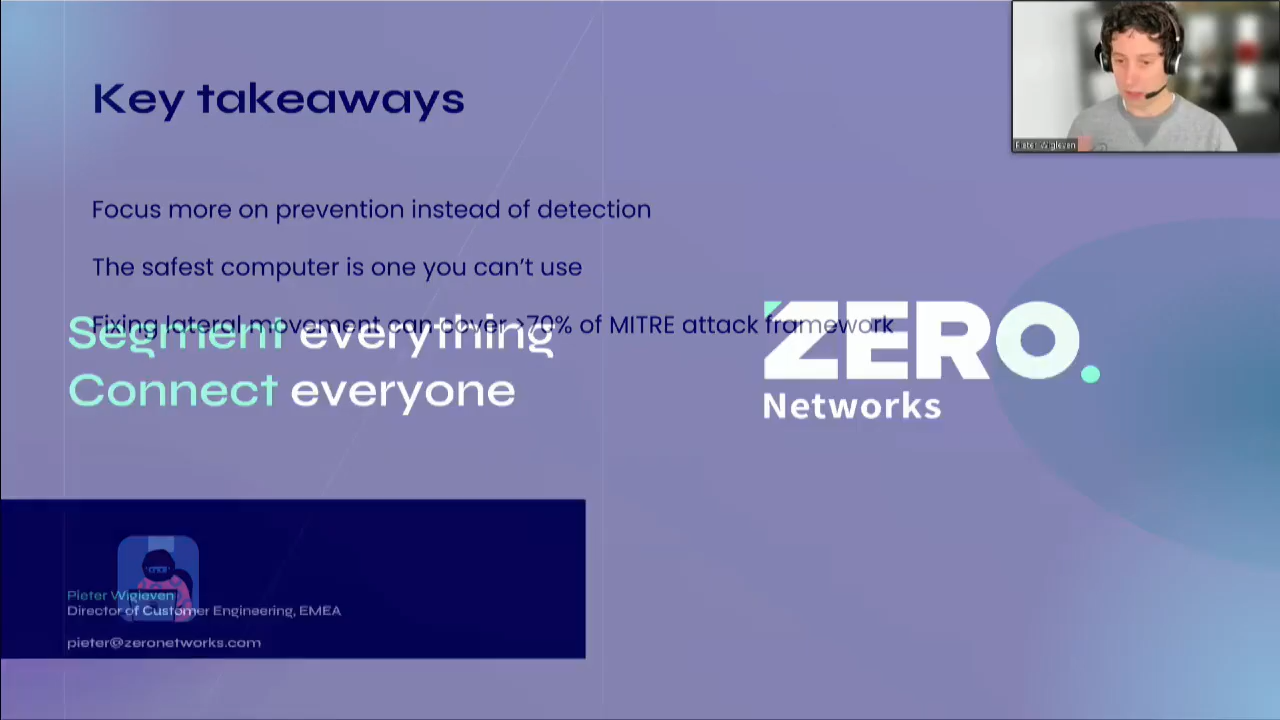 Key takeaways
Focus more on prevention instead of detection
The safest computer is one you can't use
Fixing lateral movement can cover >70% of MITRE attack framework
Segment everything
Connect everyone
ZERO.
Networks
Pieter Wigleven
Director of Customer Engineering, EMEA
pieter@zeronetworks.com
Pieter Wigleven